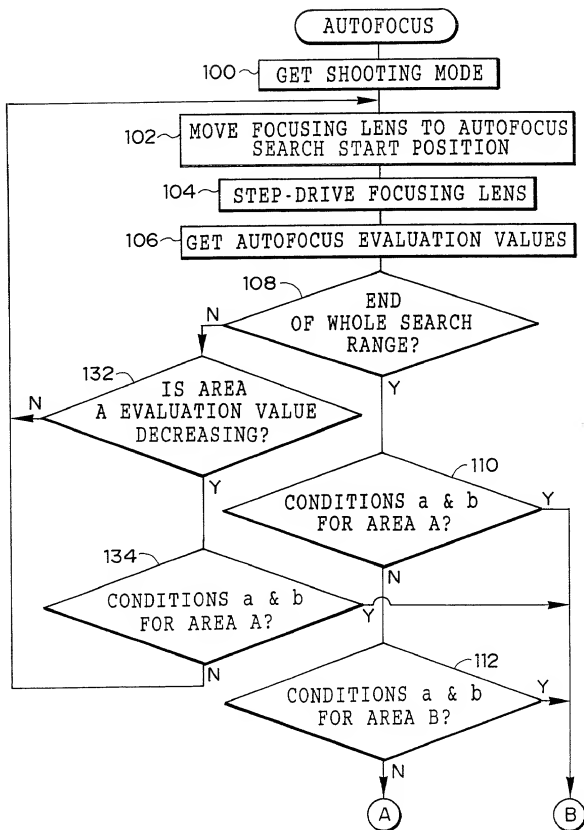 AUTOFOCUS
100
GET SHOOTING MODE
102
MOVE FOCUSING LENS TO AUTOFOCUS
SEARCH START POSITION
104
STEP-DRIVE FOCUSING LENS
106
GET AUTOFOCUS EVALUATION VALUES
108
END
OF WHOLE SEARCH
RANGE?
N
Y
132
IS AREA
A EVALUATION VALUE
DECREASING?
N
Y
110
CONDITIONS a & b
FOR AREA A?
Y
N
134
CONDITIONS a & b
FOR AREA A?
Y
N
112
CONDITIONS a & b
FOR AREA B?
Y
N
A
B